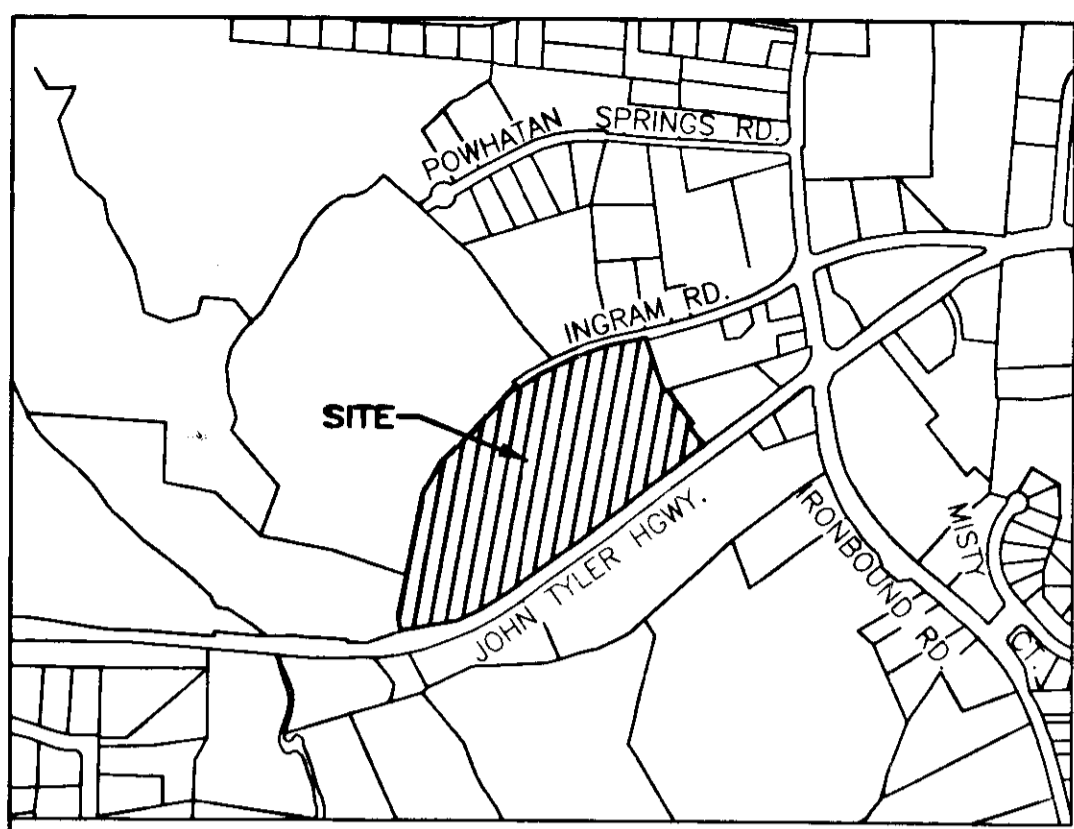 POWHATAN SPRINGS RD.
INGRAM RD.
SITE
JOHN TYLER HGWY.
IRONBOUND RD.
MISTY CT.